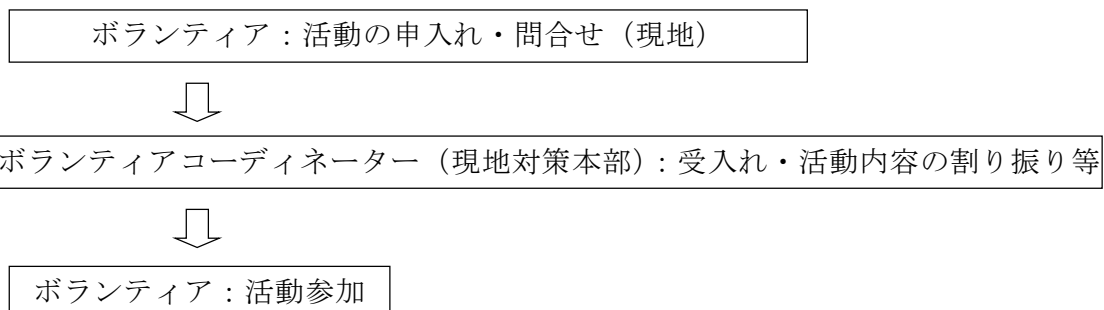 ボランティア：活動の申入れ・問合せ（現地）
ボランティアコーディネーター（現地対策本部）：受入れ・活動内容の割り振り等
ボランティア：活動参加